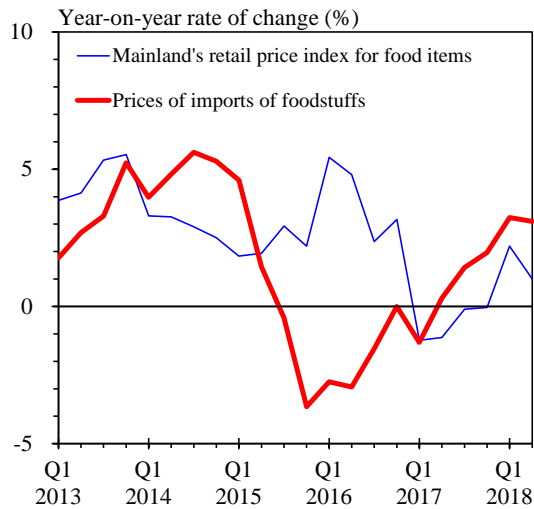 Year-on-year rate of change (%)
10
Mainland's retail price index for food items
Prices of imports of foodstuffs
5
0
-5
Q1 Q1 Q1 Q1 Q1 Q1
2013 2014 2015 2016 2017 2018